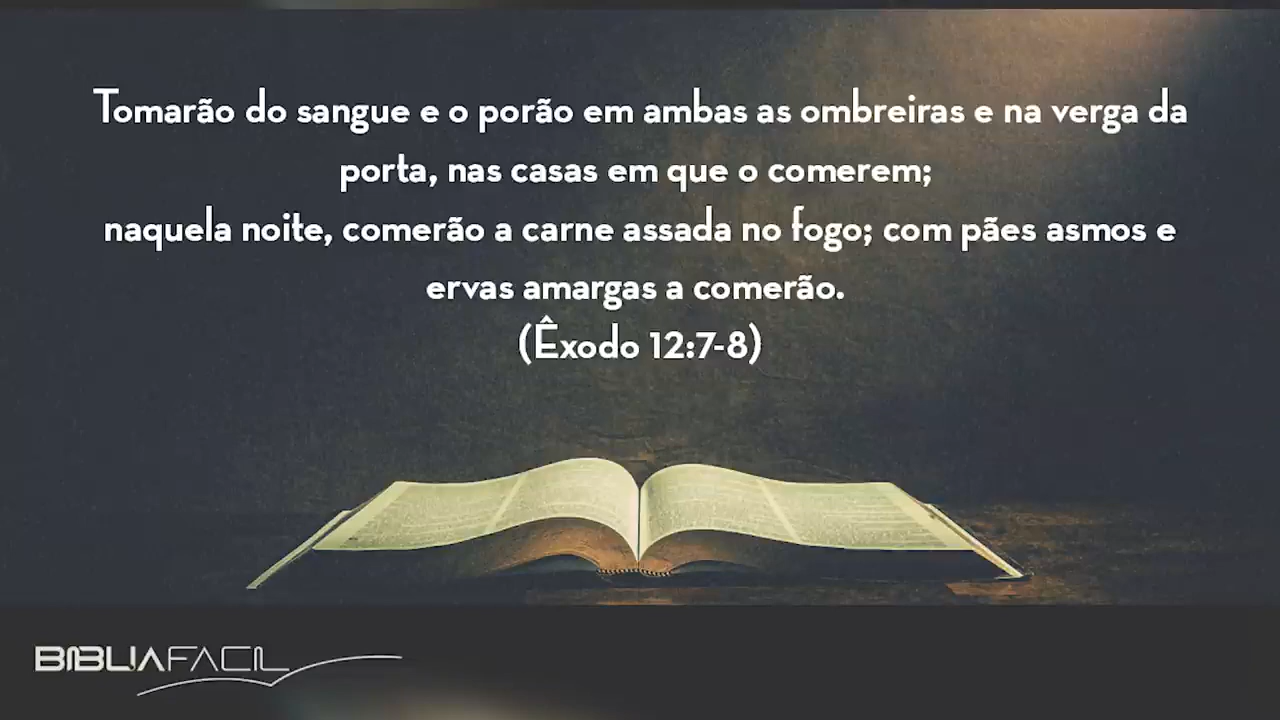 Tomarão do sangue e o porão em ambas as ombreiras e na verga da
porta, nas casas em que o comerem;
naquela noite, comerão a carne assada no fogo; com pães asmos e
ervas amargas a comerão.
(Êxodo 12:7-8)
BIBLIAFACIL